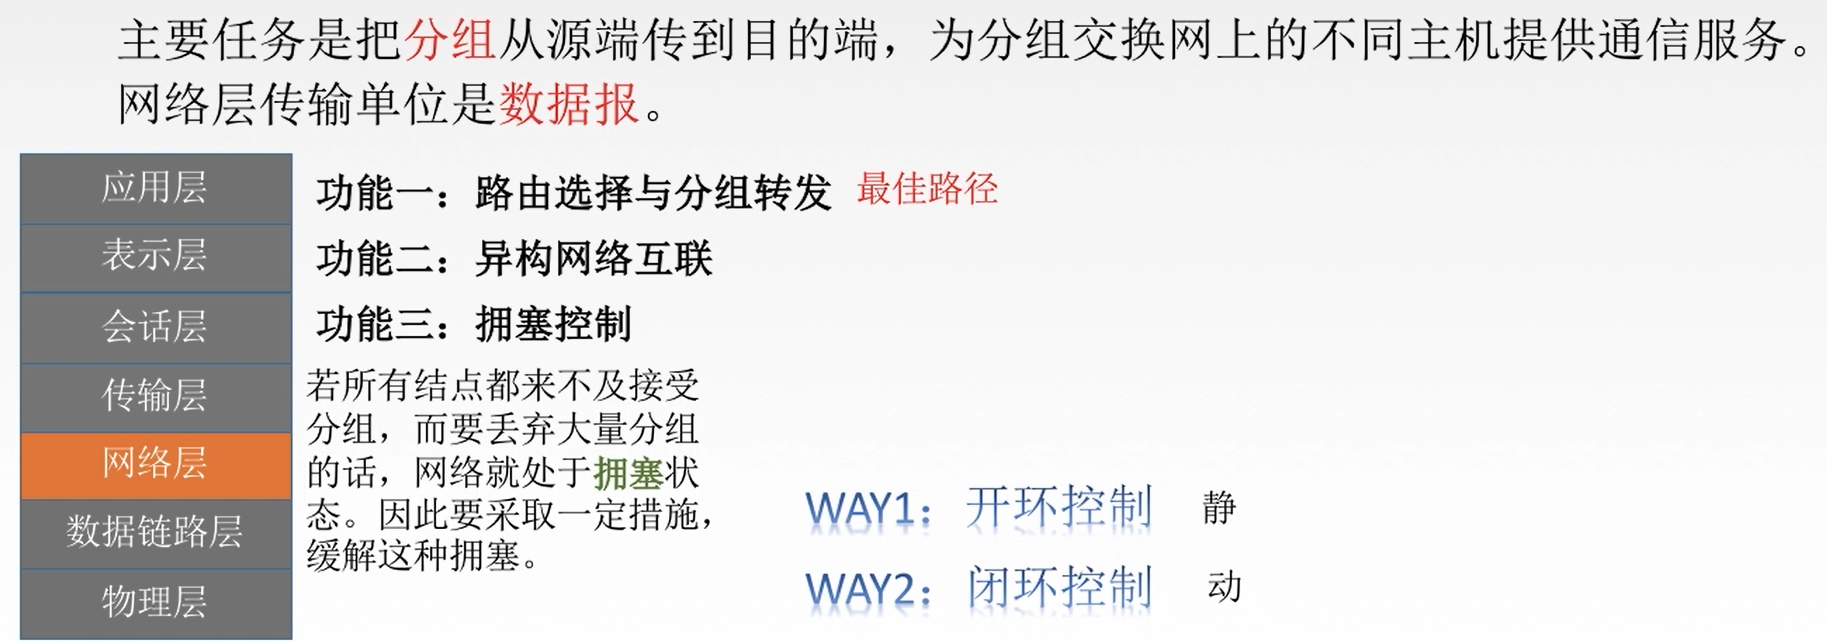 主要任务是把分组从源端传到目的端，为分组交换网上的不同主机提供通信服务。
网络层传输单位是数据报。
应用层
表示层
会话层
传输层
网络层
数据链路层
物理层
功能一：路由选择与分组转发 最佳路径
功能二：异构网络互联
功能三：拥塞控制
若所有结点都来不及接受
分组，而要丢弃大量分组
的话，网络就处于拥塞状
态。因此要采取一定措施，
缓解这种拥塞。
WAY1：开环控制 静
WAY2：闭环控制 动